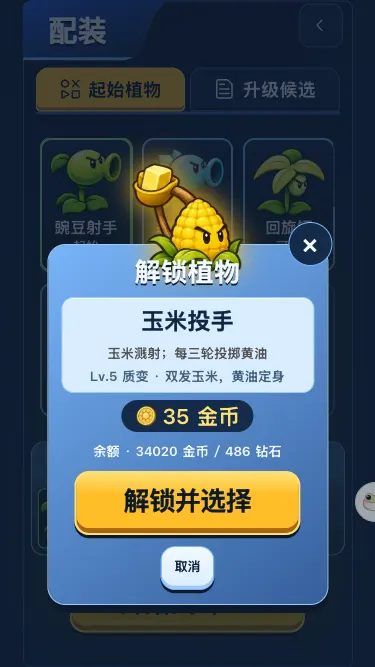 配装
起始植物
升级候选
豌豆射手
解锁植物
玉米投手
玉米溅射；每三轮投掷黄油
Lv.5 质变 · 双发玉米，黄油定身
35 金币
余额 · 34020 金币 / 486 钻石
解锁并选择
取消